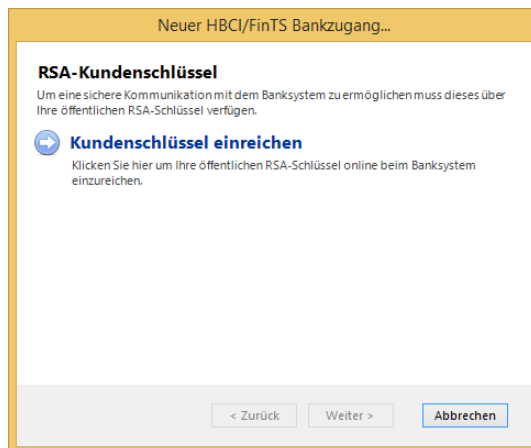 Neuer HBCI/FinTS Bankzugang...
RSA-Kundenschlüssel
Um eine sichere Kommunikation mit dem Banksystem zu ermöglichen muss dieses über
Ihre öffentlichen RSA-Schlüssel verfügen.
Kundenschlüssel einreichen
Klicken Sie hier um Ihre öffentlichen RSA-Schlüssel online beim Banksystem
einzureichen.
< Zurück
Weiter >
Abbrechen